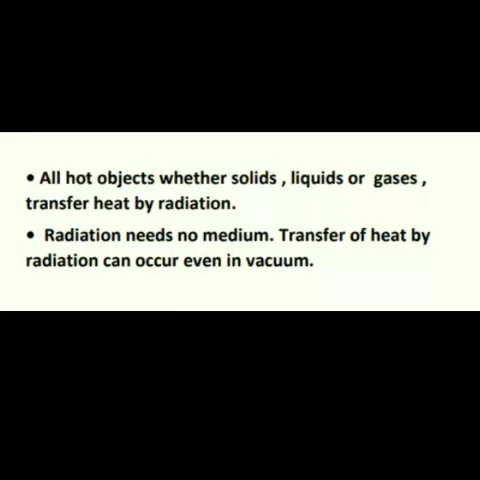 • All hot objects whether solids , liquids or gases ,
transfer heat by radiation.
• Radiation needs no medium. Transfer of heat by
radiation can occur even in vacuum.